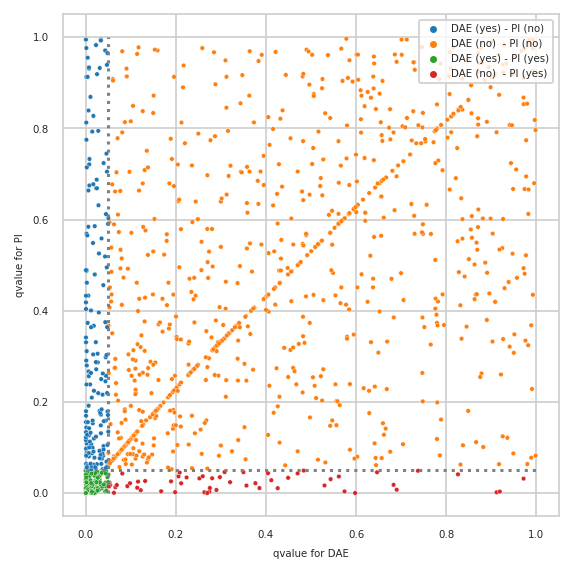 DAE (yes) - PI (no)
DAE (no)  - PI (no)
DAE (yes) - PI (yes)
DAE (no)  - PI (yes)
1.0
0.8
0.6
0.4
0.2
0.0
qvalue for PI
0.0 0.2 0.4 0.6 0.8 1.0
qvalue for DAE